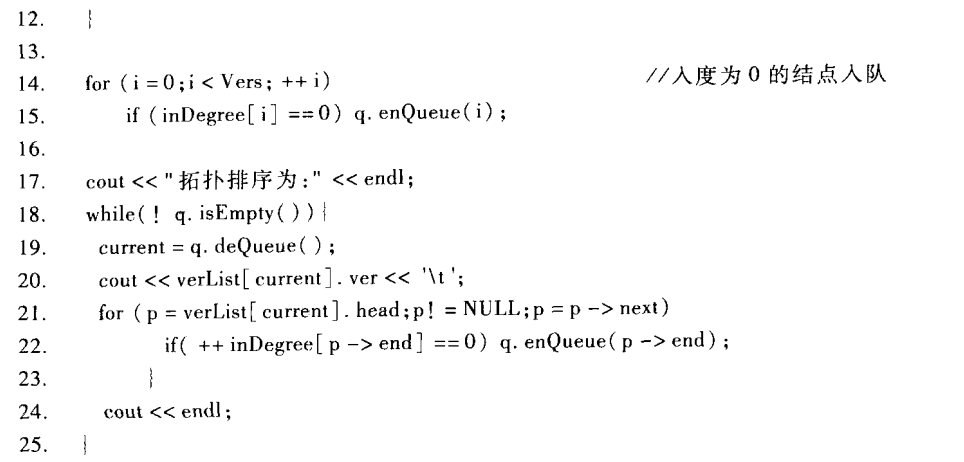 12. }
13.
14. for (i =0;i < Vers; ++ i) //入度为0的结点入队
15. if (inDegree[i] ==0) q. enQueue(i);
16.
17. cout <<"拓扑排序为:" << endl;
18. while(! q. isEmpty()){
19. current = q. deQueue();
20. cout << verList[current]. ver << '\t';
21. for (p = verList[current]. head;p! = NULL;p = p -> next)
22. if( ++ inDegree[p -> end] ==0) q. enQueue(p -> end);
23. }
24. cout << endl;
25. }